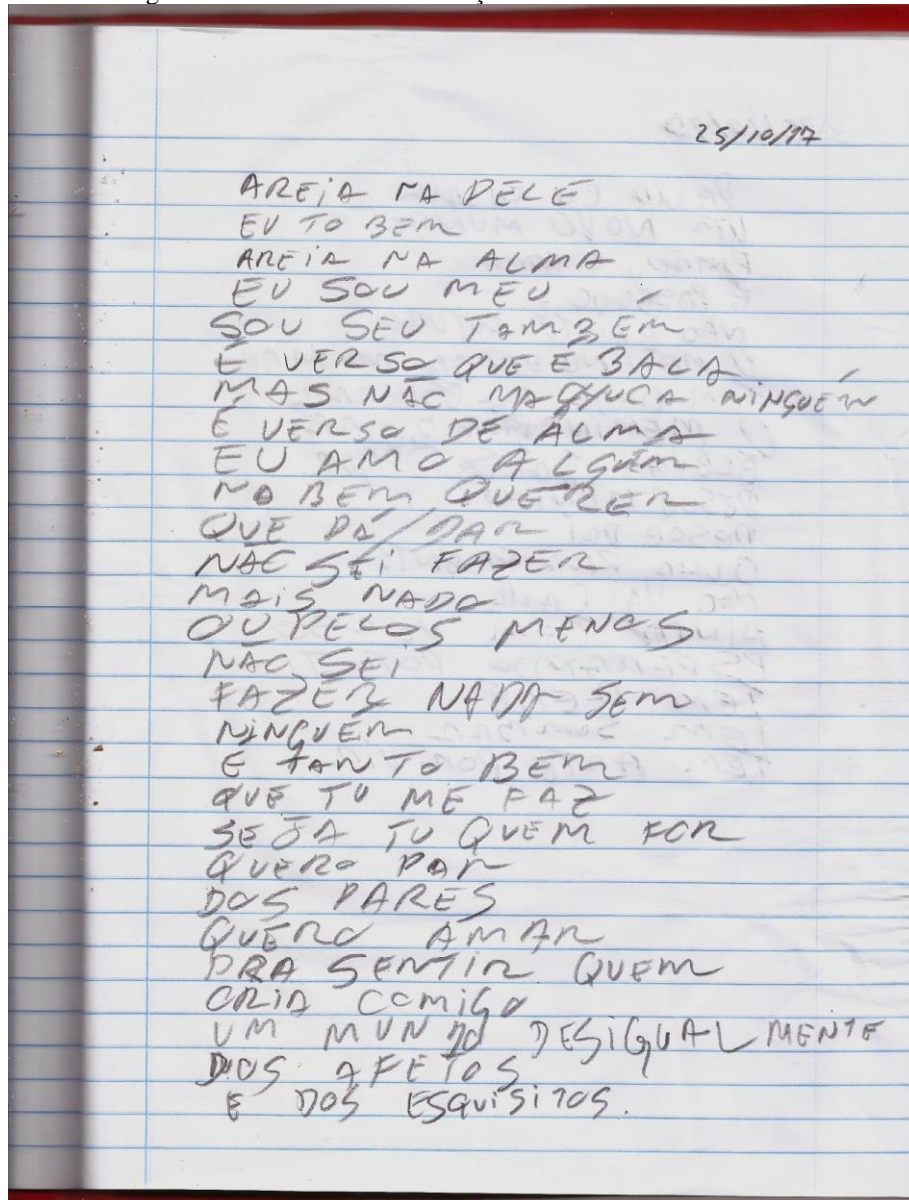 25/10/17
AREIA NA PELE
EU TO BEM
AREIA NA ALMA
EU SOU MEU
SOU SEU TAMBÉM
É VERSO QUE É BALA
MAS NÃO MACHUCA NINGUÉM
É VERSO DE ALMA
EU AMO ALGUÉM
NO BEM QUERER
QUE DÁ/DAR
NÃO SEI FAZER
MAIS NADA
OU PELOS MENOS
NÃO SEI
FAZER NADA SEM
NINGUÉM
E TANTO BEM
QUE TU ME FAZ
SEJA TU QUEM FOR
QUERO PAR
DOS PARES
QUERO AMAR
PRA SENTIR QUEM
CRIA COMIGO
UM MUNDO DESIGUALMENTE
DOS AFETOS
E DOS ESQUISITOS.